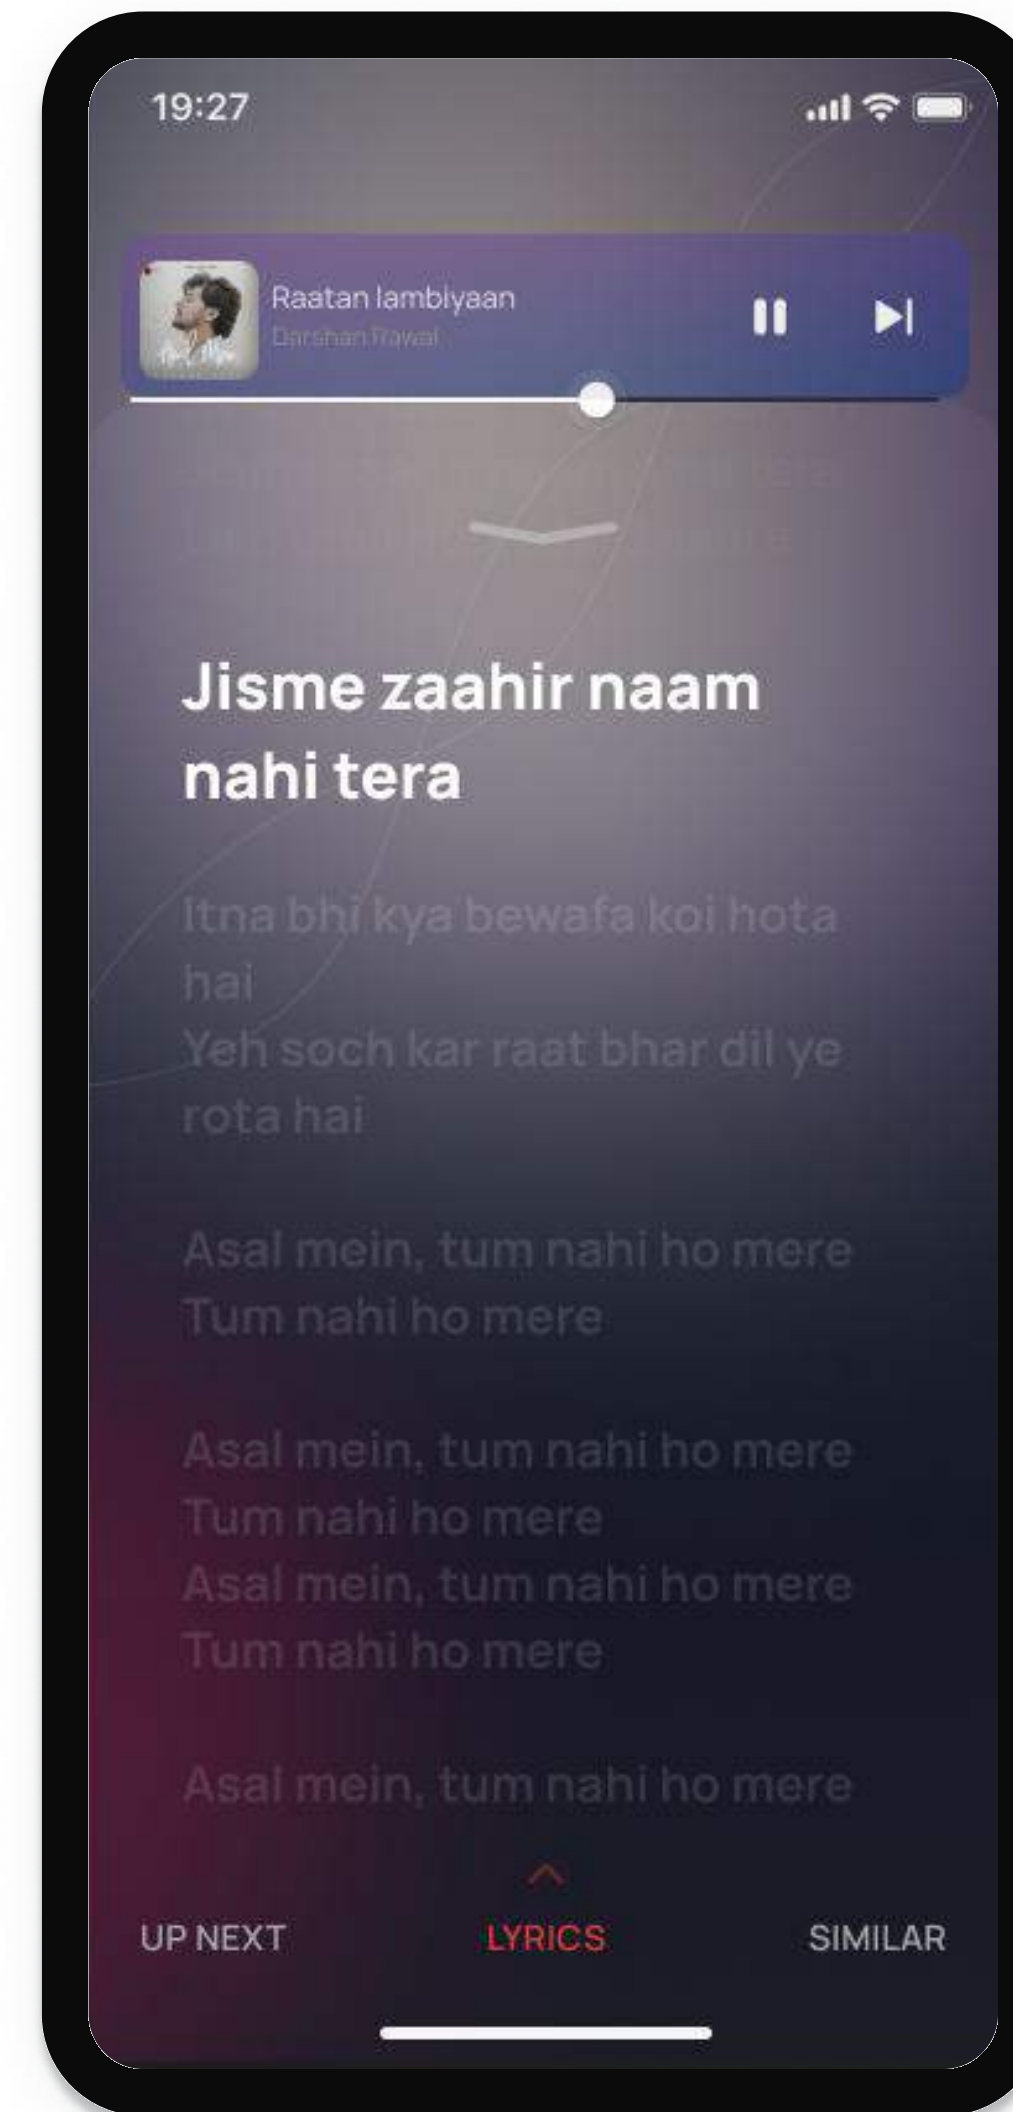 19:27
Raatan lambiyaan
Darshan Rawal
tera
Jisme zaahir naam
nahi tera
Itna bhi kya bewafa koi hota
hai
Yeh soch kar raat bhar dil ye
rota hai
Asal mein, tum nahi ho mere
Tum nahi ho mere
Asal mein, tum nahi ho mere
Tum nahi ho mere
Asal mein, tum nahi ho mere
Tum nahi ho mere
Asal mein, tum nahi ho mere
UP NEXT
LYRICS
SIMILAR